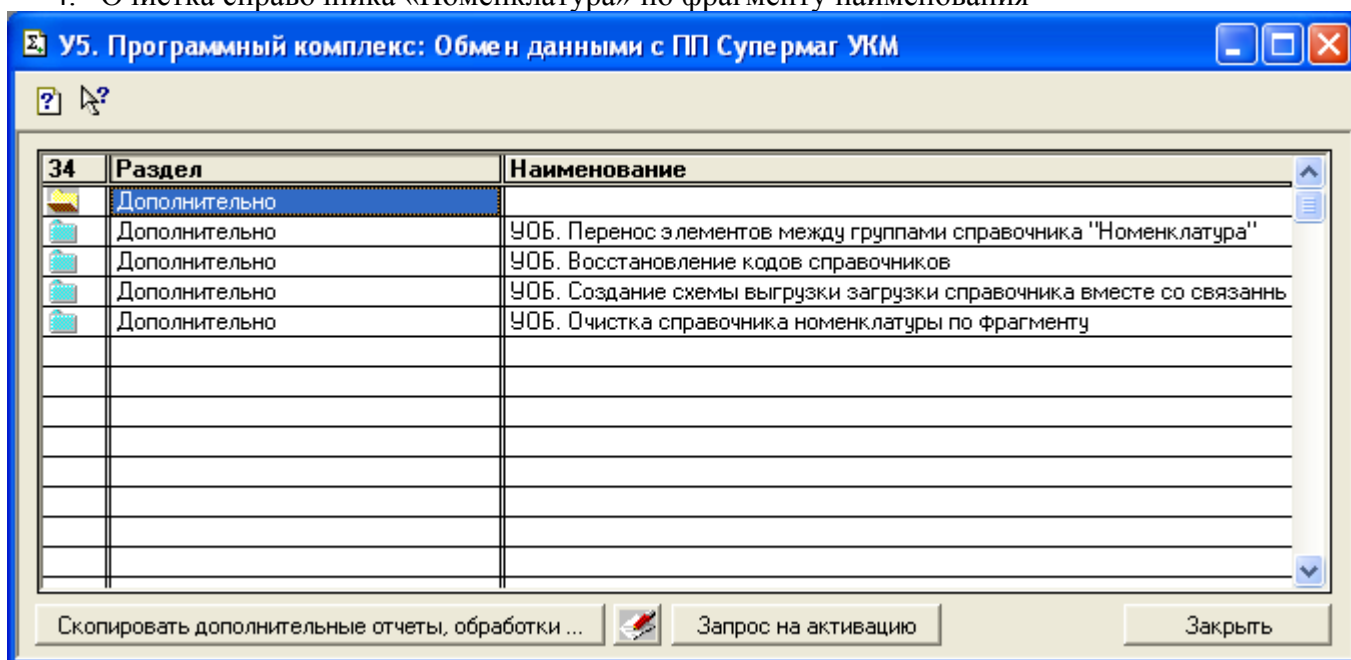 4. Очистка справочника «Номенклатура» по фрагменту наименования
У5. Программный комплекс: Обмен данными с ПП Супермаг УКМ
34 Раздел Наименование
Дополнительно
Дополнительно УОБ. Перенос элементов между группами справочника "Номенклатура"
Дополнительно УОБ. Восстановление кодов справочников
Дополнительно УОБ. Создание схемы выгрузки загрузки справочника вместе со связаннь
Дополнительно УОБ. Очистка справочника номенклатуры по фрагменту
Скопировать дополнительные отчеты, обработки ... Запрос на активацию Закрыть